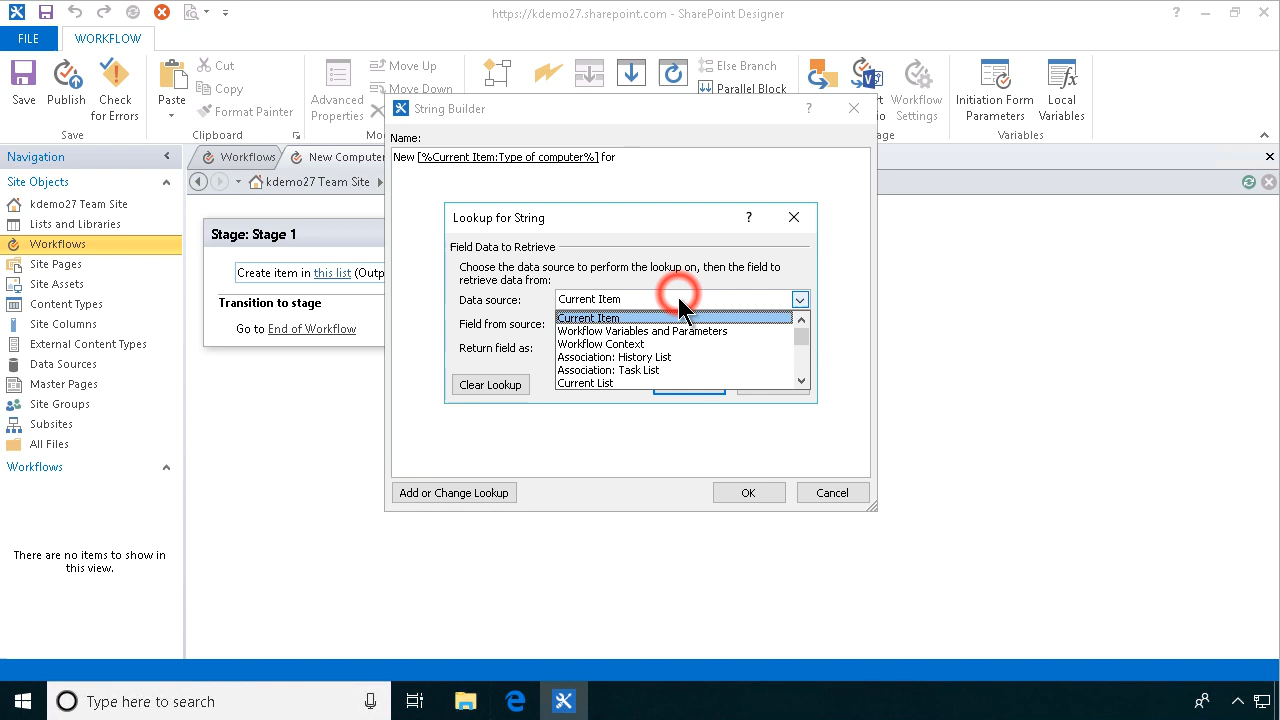 https://kdemo27.sharpoint.com - SharePoint Designer
FILE
WORKFLOW
Save
Publish
Check
for Errors
Save
Paste
Cut
Copy
Format Painter
Clipboard
Advanced
Properties
Move Up
Move Down
Else Branch
Parallel Block
Workflow
Settings
Initiation Form
Parameters
Local
Variables
Variables
Navigation
Site Objects
kdemo27 Team Site
Lists and Libraries
Workflows
Site Pages
Site Assets
Content Types
Site Columns
External Content Types
Data Sources
Master Pages
Site Groups
Subsites
All Files
Workflows
There are no items to show in
this view.
Workflows
New Computer
kdemo27 Team Site
Stage: Stage 1
Create item in this list (Outp
Transition to stage
Go to End of Workflow
String Builder
Name:
New [%Current Item:Type of computer%] for
Lookup for String
Field Data to Retrieve
Choose the data source to perform the lookup on, then the field to
retrieve data from:
Data source:
Current Item
Field from source:
Return field as:
Current Item
Workflow Variables and Parameters
Workflow Context
Association: History List
Association: Task List
Current List
Clear Lookup
Add or Change Lookup
OK
Cancel
Type here to search